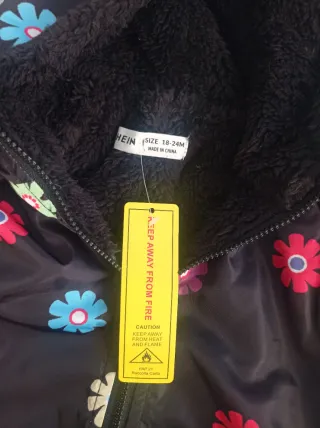 HEIN
SIZE 18-24M
MADE IN CHINA
KEEP AWAY FROM FIRE
CAUTION
KEEP AWAY
FROM HEAT
AND FLAME